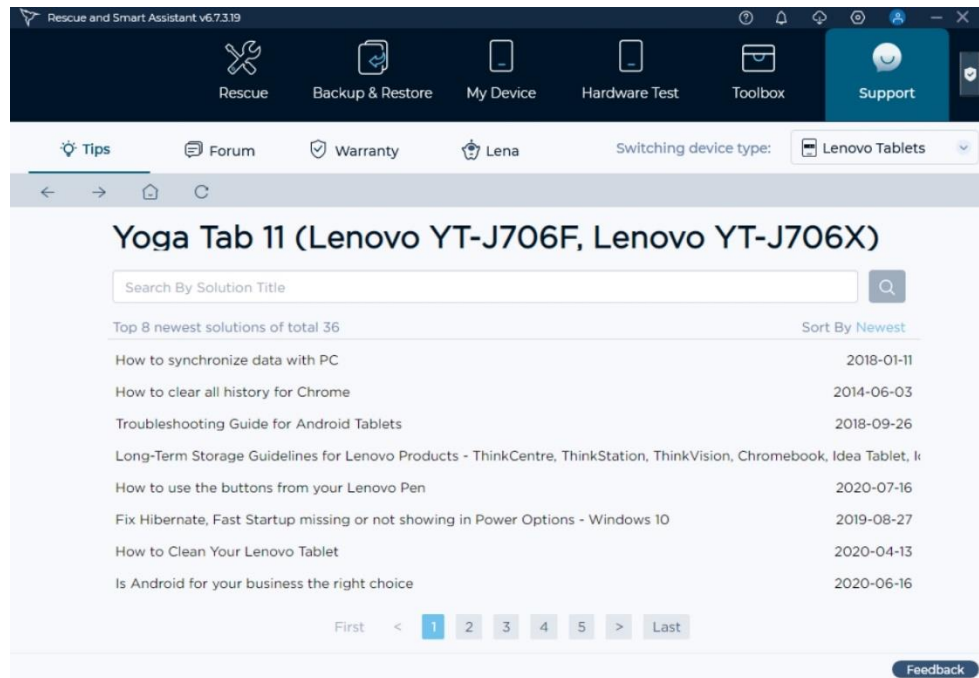 Rescue and Smart Assistant v6.7.3.19
Rescue Backup & Restore My Device Hardware Test Toolbox Support
Tips Forum Warranty Lena Switching device type: Lenovo Tablets
Yoga Tab 11 (Lenovo YT-J706F, Lenovo YT-J706X)
Search By Solution Title
Top 8 newest solutions of total 36 Sort By Newest
How to synchronize data with PC 2018-01-11
How to clear all history for Chrome 2014-06-03
Troubleshooting Guide for Android Tablets 2018-09-26
Long-Term Storage Guidelines for Lenovo Products - ThinkCentre, ThinkStation, ThinkVision, Chromebook, Idea Tablet,
How to use the buttons from your Lenovo Pen 2020-07-16
Fix Hibernate, Fast Startup missing or not showing in Power Options - Windows 10 2019-08-27
How to Clean Your Lenovo Tablet 2020-04-13
Is Android for your business the right choice 2020-06-16
First < 1 2 3 4 5 > Last
Feedback